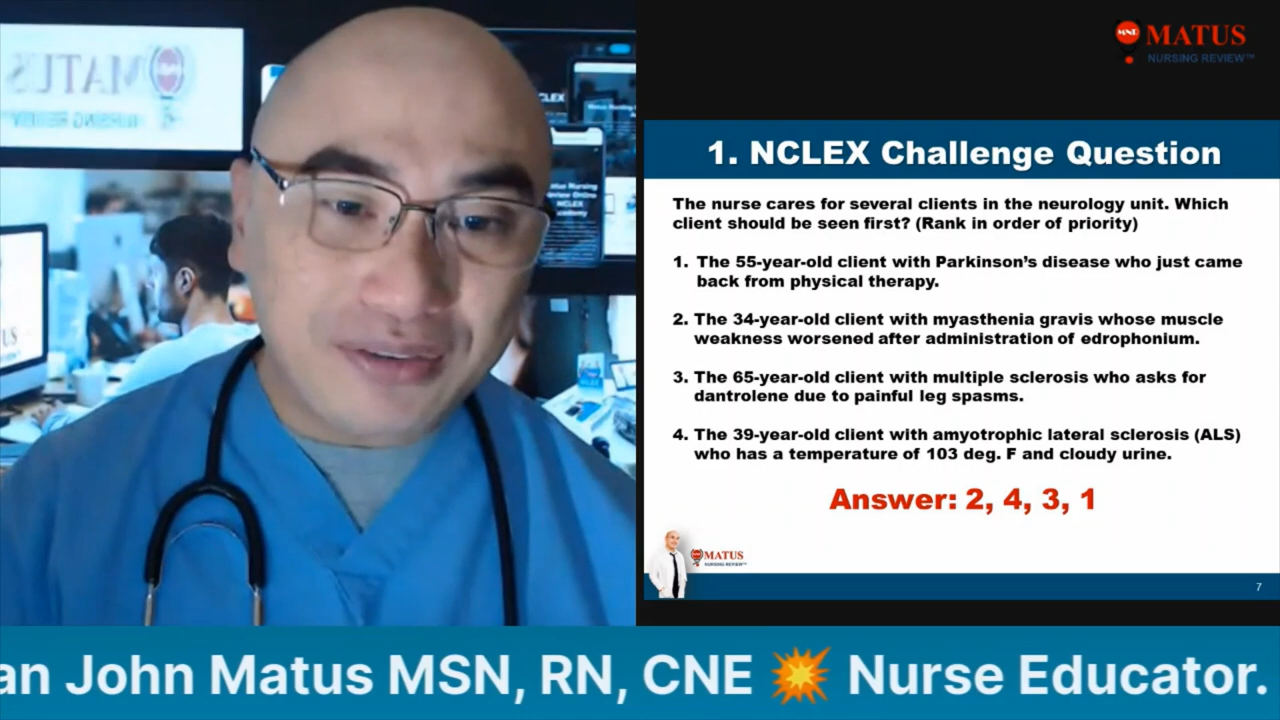 MATUS
NURSING REVIEW™
1. NCLEX Challenge Question
The nurse cares for several clients in the neurology unit. Which
client should be seen first? (Rank in order of priority)
1. The 55-year-old client with Parkinson's disease who just came
back from physical therapy.
2. The 34-year-old client with myasthenia gravis whose muscle
weakness worsened after administration of edrophonium.
3. The 65-year-old client with multiple sclerosis who asks for
dantrolene due to painful leg spasms.
4. The 39-year-old client with amyotrophic lateral sclerosis (ALS)
who has a temperature of 103 deg. F and cloudy urine.
Answer: 2, 4, 3, 1
MATUS
NURSING REVIEW™
7
an John Matus MSN, RN, CNE 💥 Nurse Educator.